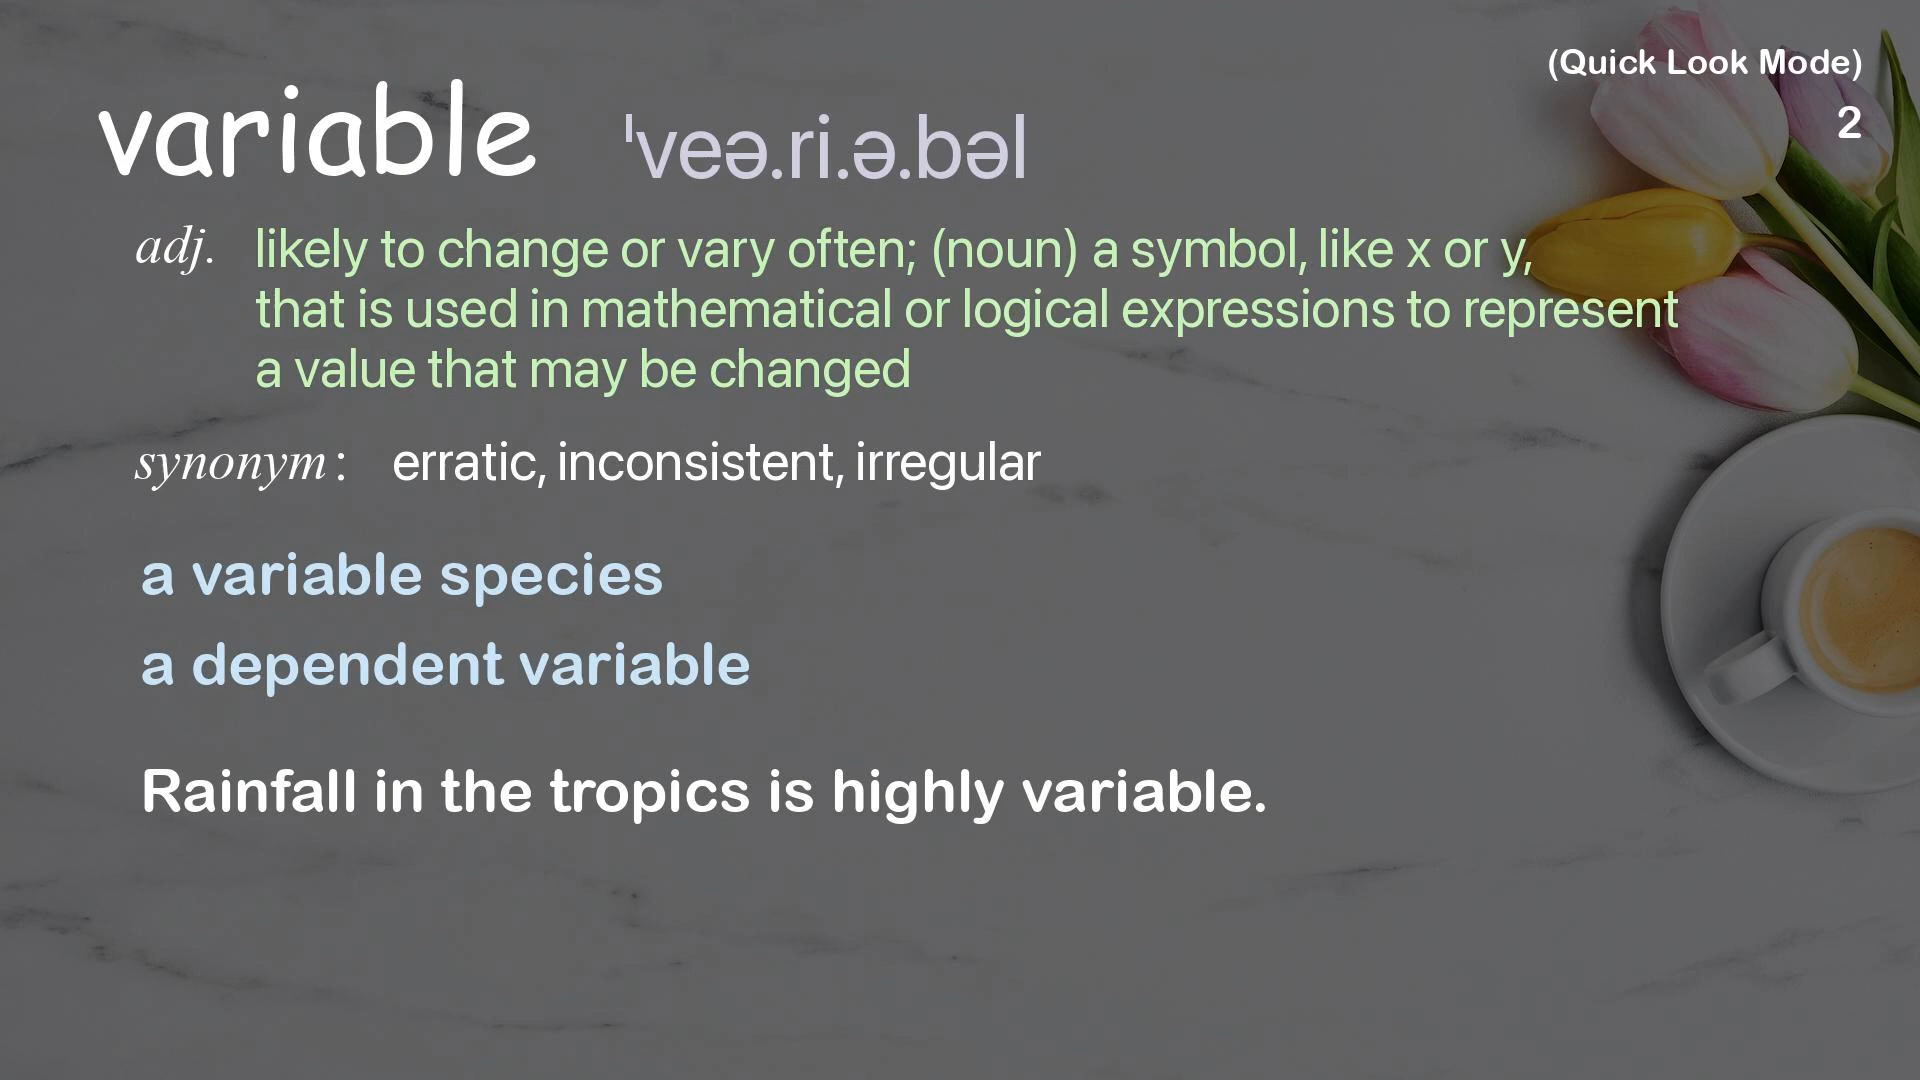 (Quick Look Mode)
2
variable ˈveə.ri.ə.bəl
adj. likely to change or vary often; (noun) a symbol, like x or y,
that is used in mathematical or logical expressions to represent
a value that may be changed
synonym : erratic, inconsistent, irregular
a variable species
a dependent variable
Rainfall in the tropics is highly variable.